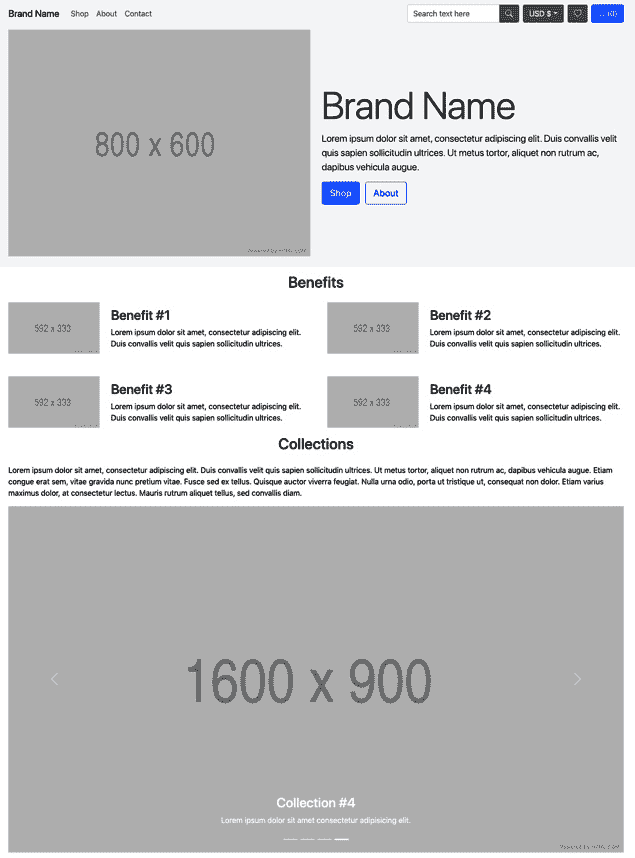 Brand Name Shop About Contact Search text here USD $ (0)
800 x 600
Brand Name
Lorem ipsum dolor sit amet, consectetur adipiscing elit. Duis convallis velit
quis sapien sollicitudin ultrices. Ut metus tortor, aliquet non rutrum ac,
dapibus vehicula augue.
Shop About
Benefits
592 x 333
Benefit #1
Lorem ipsum dolor sit amet, consectetur adipiscing elit.
Duis convallis velit quis sapien sollicitudin ultrices.
592 x 333
Benefit #2
Lorem ipsum dolor sit amet, consectetur adipiscing elit.
Duis convallis velit quis sapien sollicitudin ultrices.
592 x 333
Benefit #3
Lorem ipsum dolor sit amet, consectetur adipiscing elit.
Duis convallis velit quis sapien sollicitudin ultrices.
592 x 333
Benefit #4
Lorem ipsum dolor sit amet, consectetur adipiscing elit.
Duis convallis velit quis sapien sollicitudin ultrices.
Collections
Lorem ipsum dolor sit amet, consectetur adipiscing elit. Duis convallis velit quis sapien sollicitudin ultrices. Ut metus tortor, aliquet non rutrum ac, dapibus vehicula augue. Etiam
congue erat sem, vitae gravida nunc pretium vitae. Fusce sed ex tellus. Quisque auctor viverra feugiat. Nulla urna odio, porta ut tristique ut, consequat non dolor. Etiam varius
maximus dolor, at consectetur lectus. Mauris rutrum aliquet tellus, sed convallis diam.
1600 x 900
Collection #4
Lorem ipsum dolor sit amet consectetur adipiscing elit.